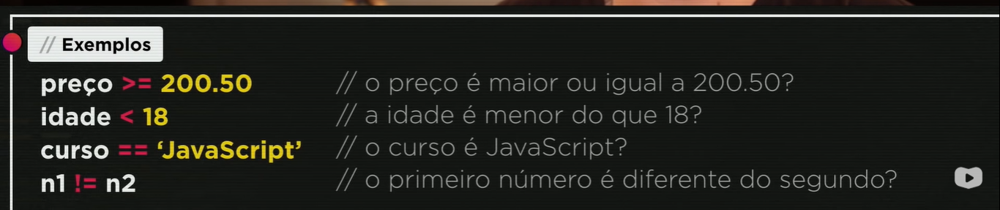 // Exemplos
preço >= 200.50 // o preço é maior ou igual a 200.50?
idade < 18 // a idade é menor do que 18?
curso == ‘JavaScript’ // o curso é JavaScript?
n1 != n2 // o primeiro número é diferente do segundo?